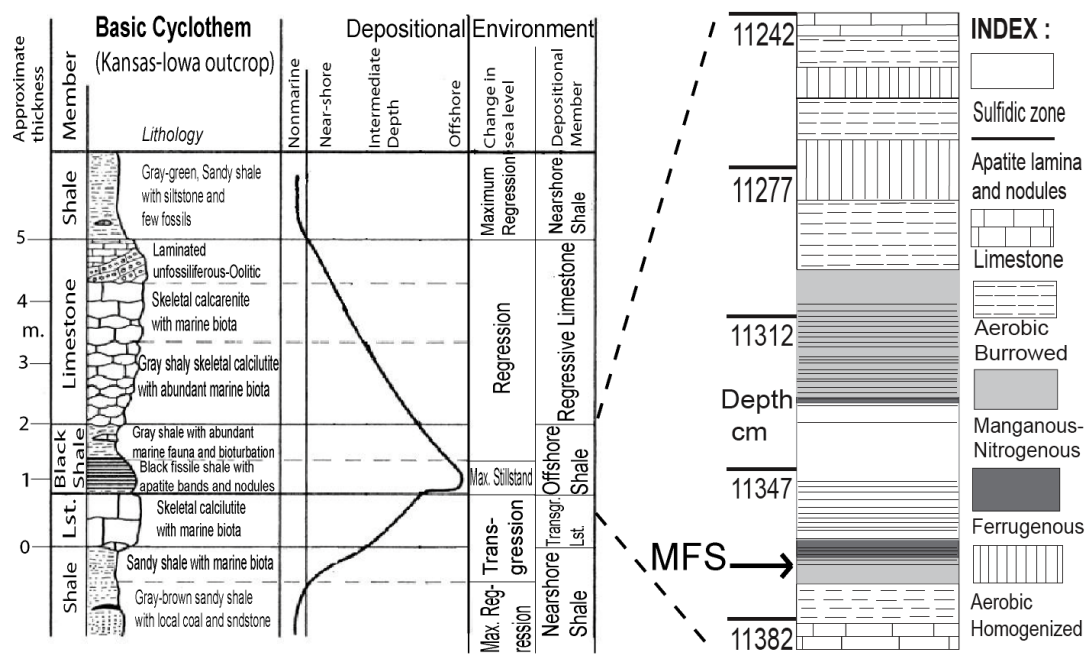 Basic Cyclothem
(Kansas-Iowa outcrop)
Depositional Environment
Approximate
thickness
Member
Lithology
Nonmarine
Near-shore
Intermediate
Depth
Offshore
Change in
sea level
Depositional
Member
Shale
Gray-green, Sandy shale
with siltstone and
few fossils
Maximum
Regression
Nearshore
Shale
5
Laminated
unfossiliferous-Oolitic
4
m.
3
Limestone
Skeletal calcarenite
with marine biota
Gray shaly skeletal calcilutite
with abundant marine biota
Regression
Regressive Limestone
2
Black
Shale
Gray shale with abundant
marine fauna and bioturbation
Black fissile shale with
apatite bands and nodules
1
Max. Stillstand
Offshore
Shale
Lst.
Skeletal calcilutite
with marine biota
Trans-
gression
Transgr.
Lst.
0
Shale
Sandy shale with marine biota
Gray-brown sandy shale
with local coal and sndstone
Max. Reg-
ression
Nearshore
Shale
11242
11277
11312
Depth
cm
11347
MFS
11382
INDEX :
Sulfidic zone
Apatite lamina
and nodules
Limestone
Aerobic
Burrowed
Manganous-
Nitrogenous
Ferrugenous
Aerobic
Homogenized